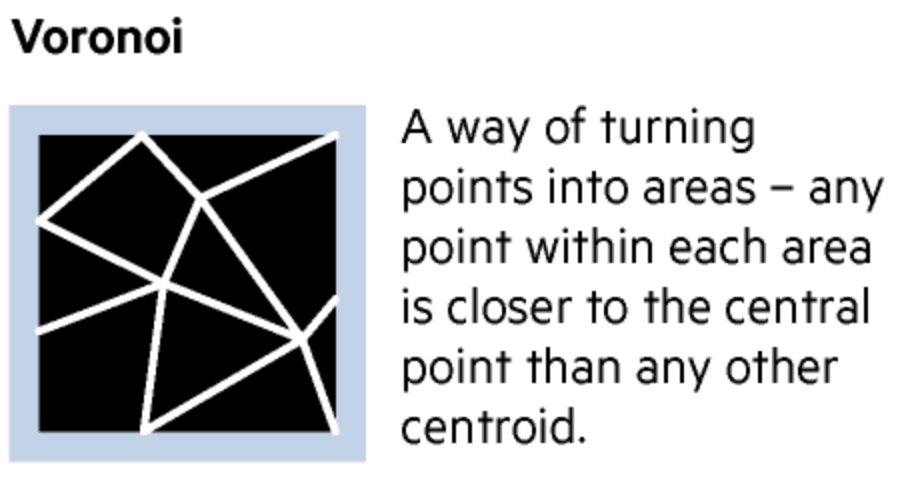 Voronoi
A way of turning
points into areas – any
point within each area
is closer to the central
point than any other
centroid.